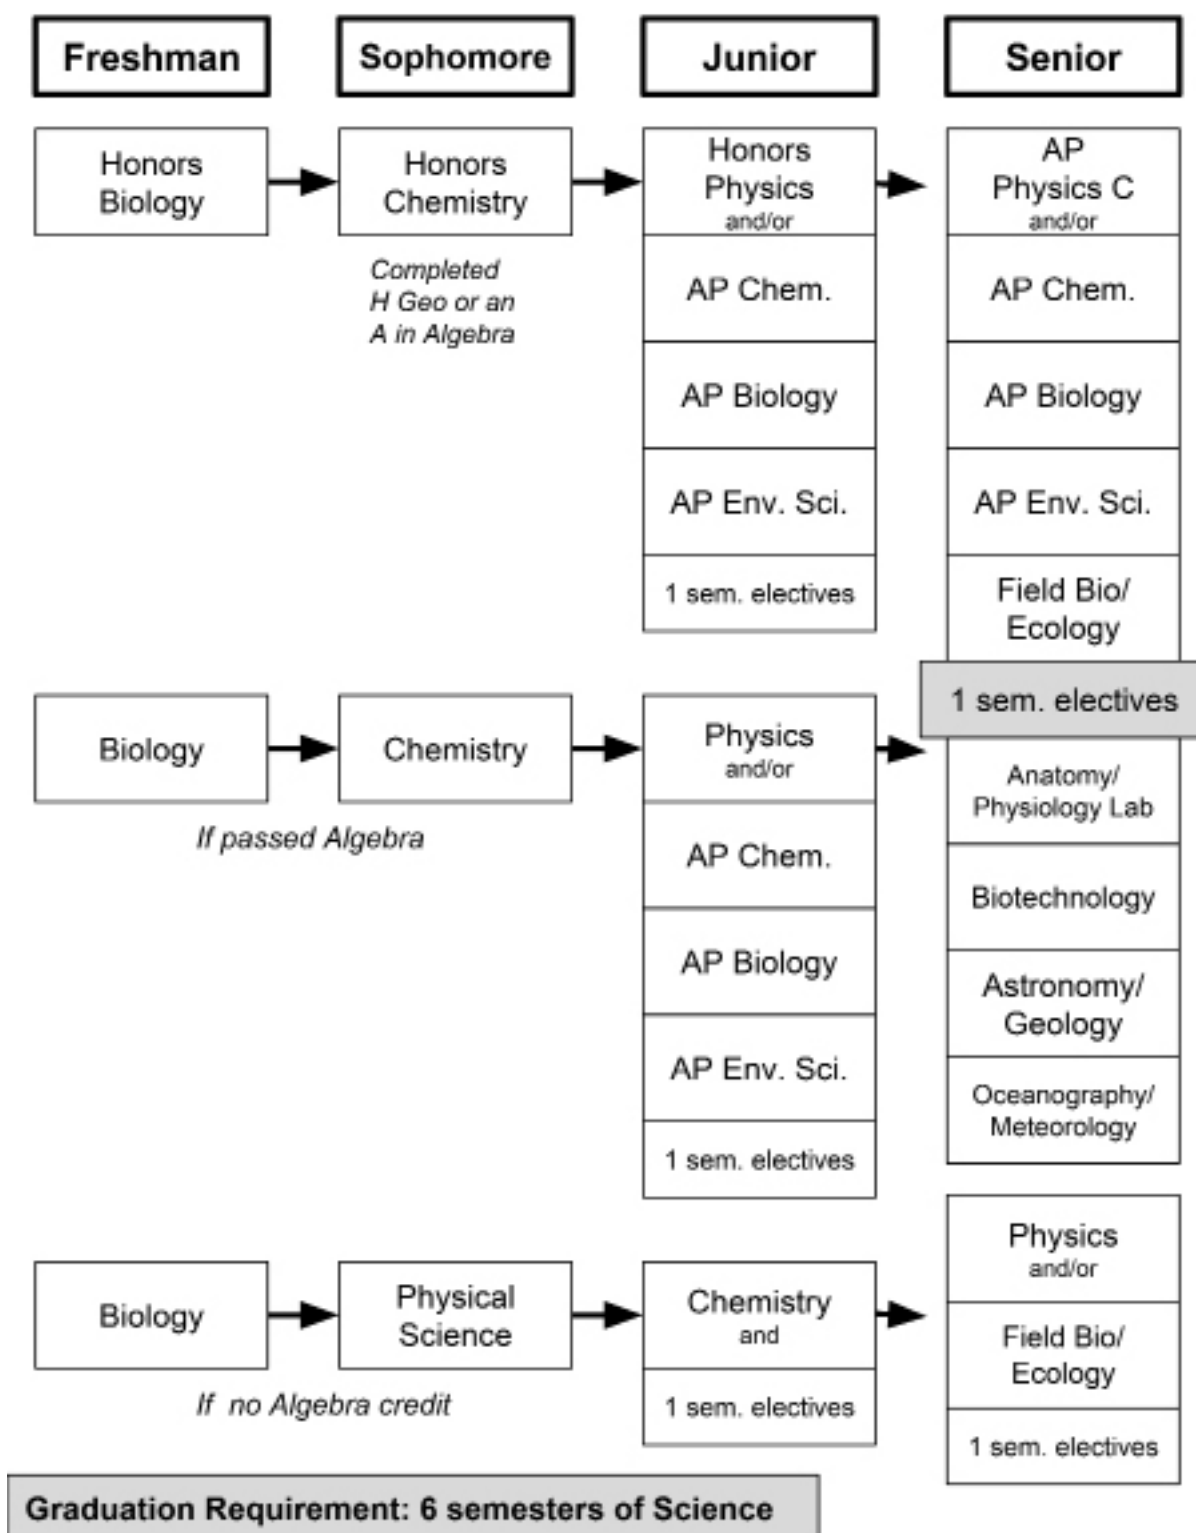 Freshman
Sophomore
Junior
Senior
Honors
Biology
Honors
Chemistry
Completed
H Geo or an
A in Algebra
Honors
Physics
and/or
AP Chem.
AP Biology
AP Env. Sci.
1 sem. electives
AP
Physics C
and/or
AP Chem.
AP Biology
AP Env. Sci.
Field Bio/
Ecology
1 sem. electives
Anatomy/
Physiology Lab
Biotechnology
Astronomy/
Geology
Oceanography/
Meteorology
Biology
Chemistry
If passed Algebra
Physics
and/or
AP Chem.
AP Biology
AP Env. Sci.
1 sem. electives
Biology
Physical
Science
If no Algebra credit
Chemistry
and
1 sem. electives
Physics
and/or
Field Bio/
Ecology
1 sem. electives
Graduation Requirement: 6 semesters of Science